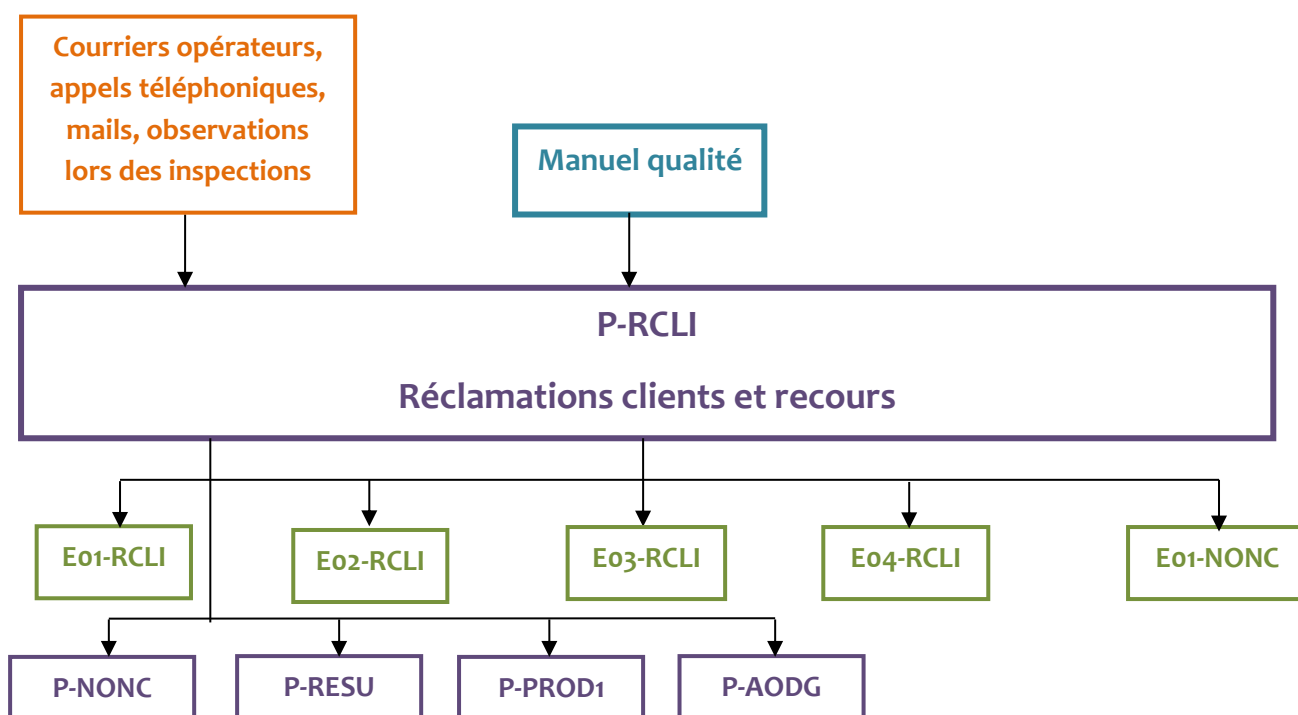 Courriers opérateurs,
appels téléphoniques,
mails, observations
lors des inspections
Manuel qualité
P-RCLI
Réclamations clients et recours
E01-RCLI
E02-RCLI
E03-RCLI
E04-RCLI
E01-NONC
P-NONC
P-RESU
P-PROD1
P-AODG